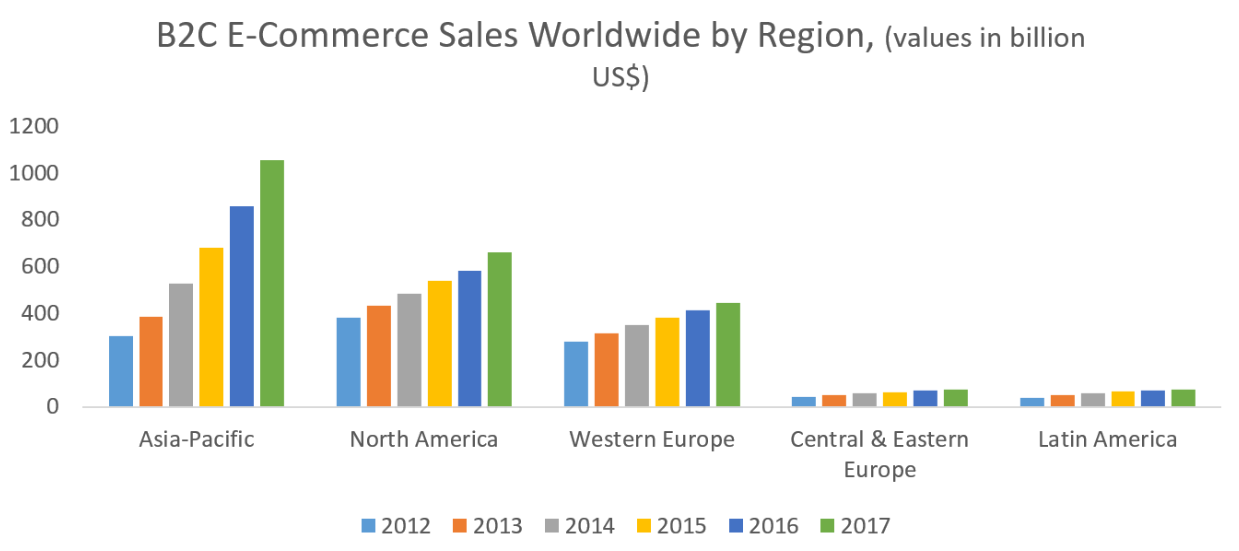 B2C E-Commerce Sales Worldwide by Region, (values in billion
US$)
1200
1000
800
600
400
200
0
Asia-Pacific
North America
Western Europe
Central & Eastern
Europe
Latin America
2012 2013 2014 2015 2016 2017